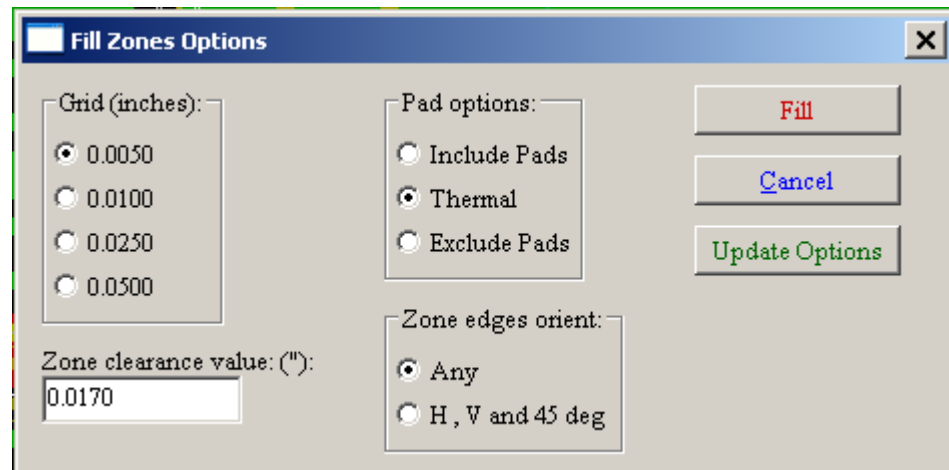 Fill Zones Options
Grid (inches):
0.0050
0.0100
0.0250
0.0500
Zone clearance value: ("):
0.0170
Pad options:
Include Pads
Thermal
Exclude Pads
Zone edges orient:
Any
H , V and 45 deg
Fill
Cancel
Update Options